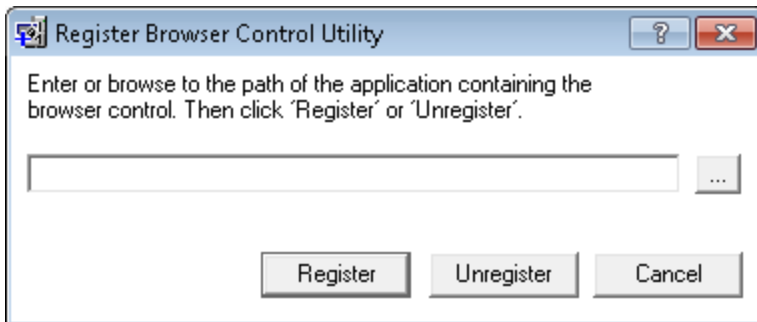 Register Browser Control Utility
?
Enter or browse to the path of the application containing the
browser control. Then click ´Register´ or ´Unregister´.
...
Register Unregister Cancel